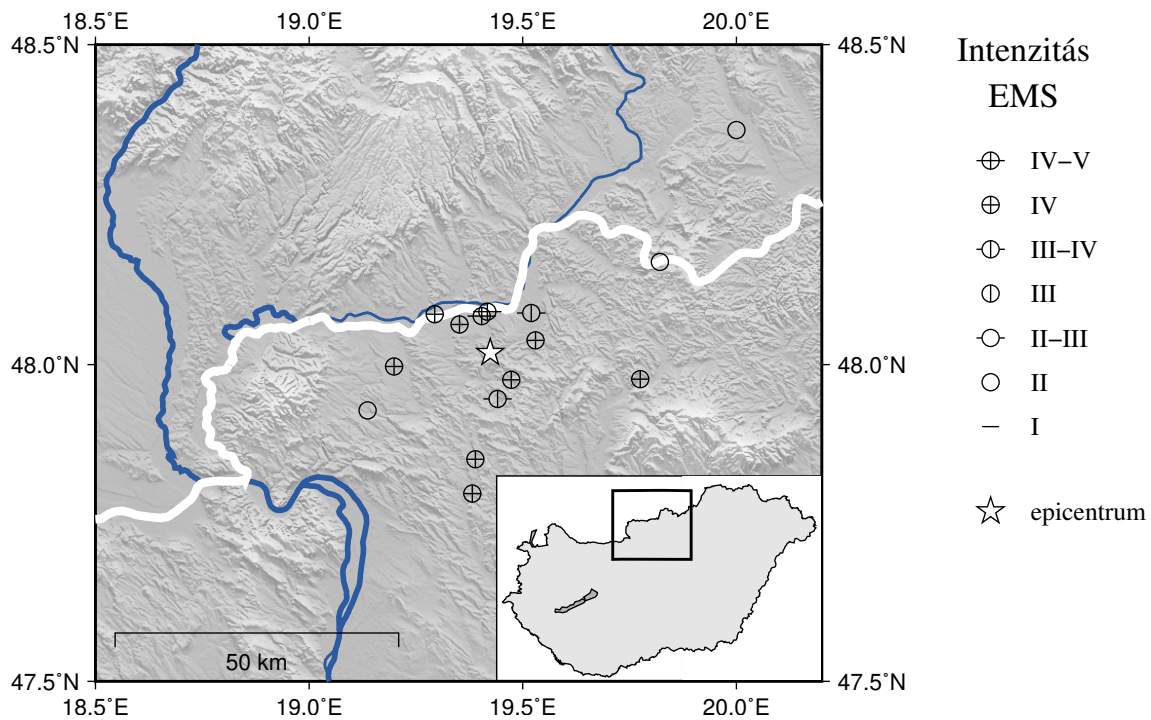 18.5˚E 19.0˚E 19.5˚E 20.0˚E
48.5˚N 48.5˚N
48.0˚N 48.0˚N
47.5˚N 47.5˚N
18.5˚E 19.0˚E 19.5˚E 20.0˚E
50 km
Intenzitás
EMS
IV–V
IV
III–IV
III
II–III
II
I
epicentrum